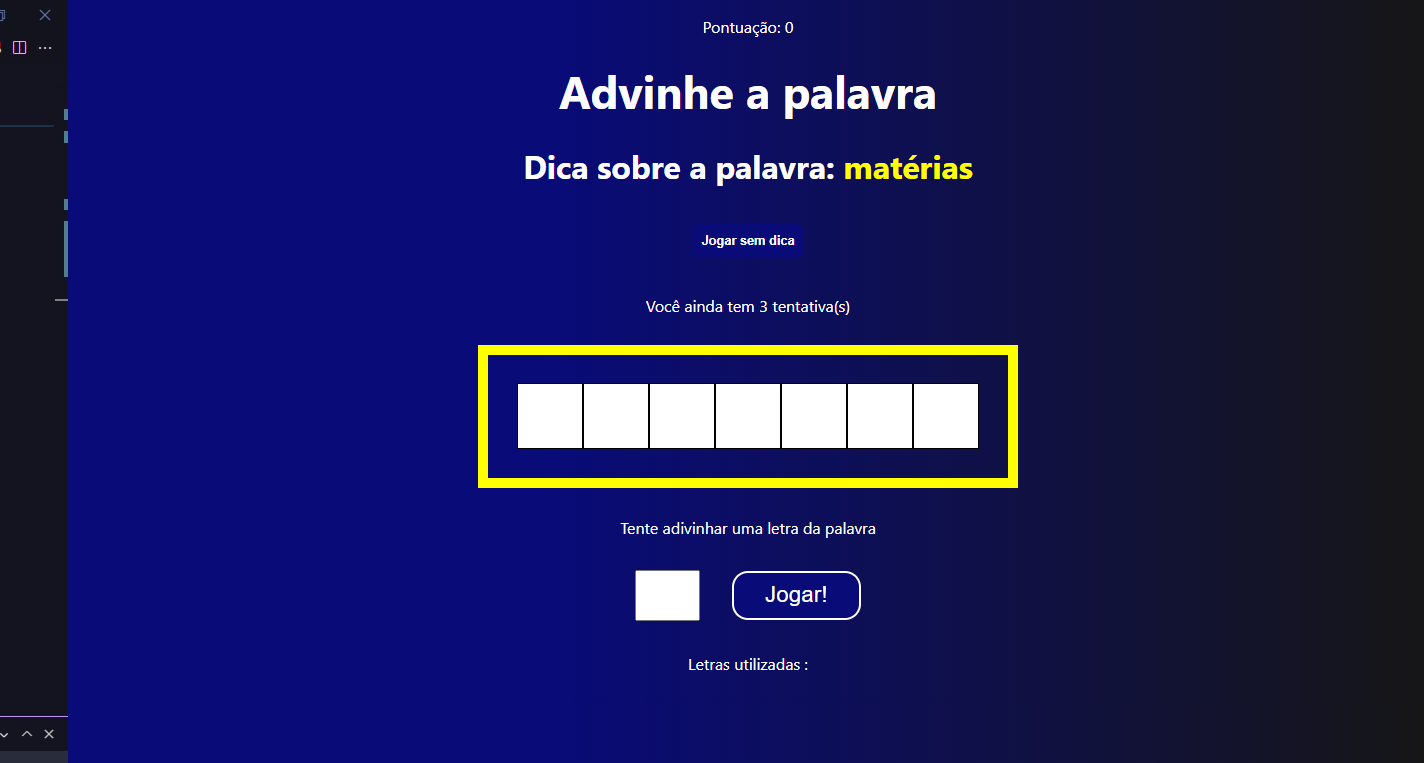 Pontuação: 0
Advinhe a palavra
Dica sobre a palavra: matérias
Jogar sem dica
Você ainda tem 3 tentativa(s)
Tente adivinhar uma letra da palavra
Jogar!
Letras utilizadas :